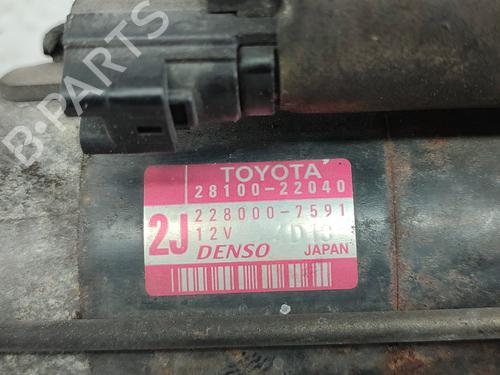 B-PARTS
TOYOTA
28100-22040
2J
228000-7591
12V
DENSO JAPAN